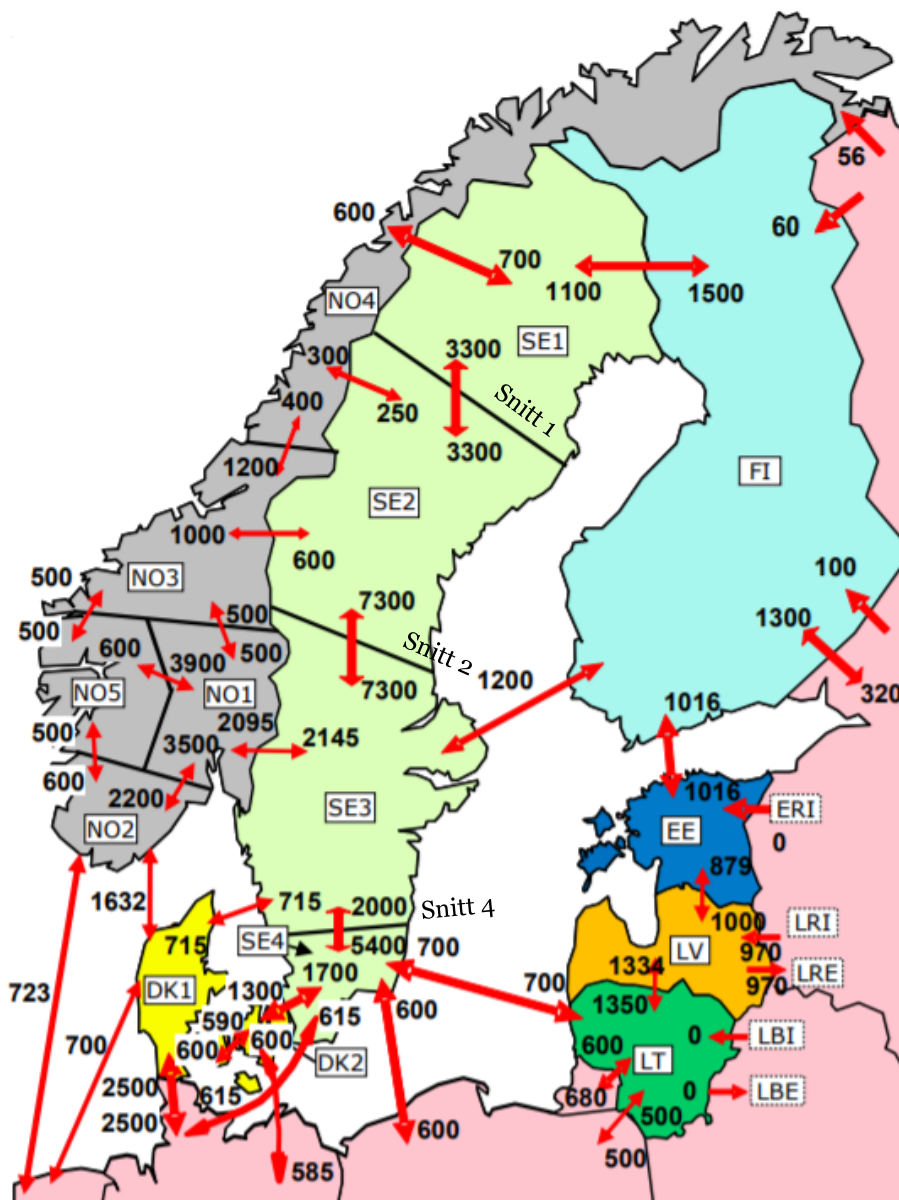 56
600
60
700
1100
1500
NO4
SE1
300
3300
400
250
Snitt 1
3300
1200
FI
SE2
1000
600
500
NO3
100
7300
500
500
1300
600
3900
500
Snitt 2
7300
1200
NO5
NO1
1016
320
500
2095
3500
2145
600
2200
1016
ERI
NO2
SE3
EE
0
879
1632
715
2000
Snitt 4
1000
LRI
715
SE4
5400
700
LV
970
1334
LRE
DK1
1700
700
970
723
1300
1350
590
615
600
0
LBI
700
600
600
600
LT
DK2
2500
615
680
0
LBE
500
2500
600
500
585